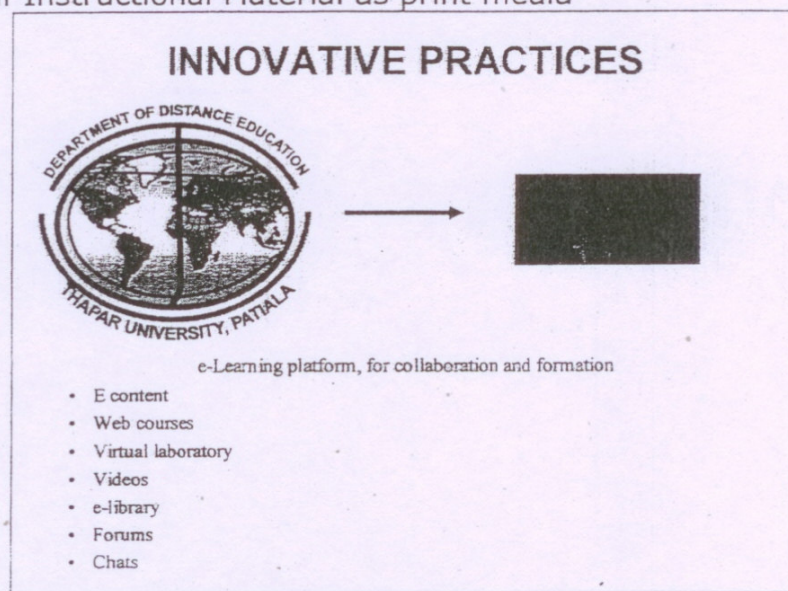 Instructional Material as print media
INNOVATIVE PRACTICES
DEPARTMENT OF DISTANCE EDUCATION
THAPAR UNIVERSITY, PATIALA
e-Learning platform, for collaboration and formation
• E content
• Web courses
• Virtual laboratory
• Videos
• e-library
• Forums
• Chats